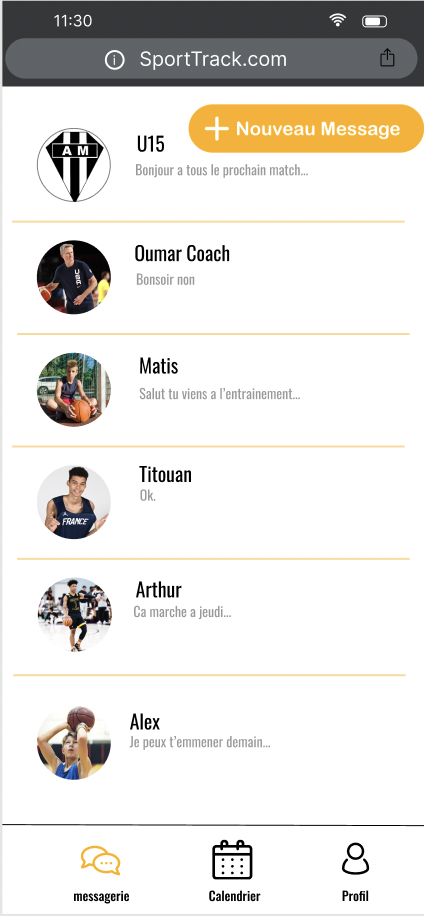 11:30
SportTrack.com
Nouveau Message
A M
U15
Bonjour a tous le prochain match...
Oumar Coach
Bonsoir non
Matis
Salut tu viens a l'entrainement...
Titouan
Ok.
FRANCE
Arthur
Ca marche a jeudi...
Alex
Je peux t'emmener demain...
messagerie
Calendrier
Profil